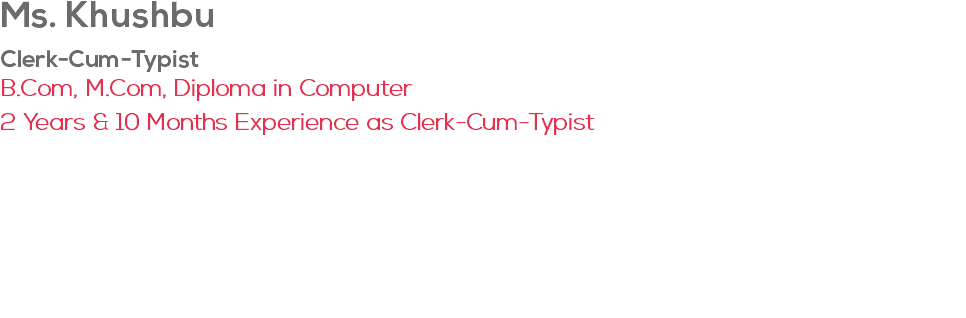 Ms. Khushbu
Clerk-Cum-Typist
B.Com, M.Com, Diploma in Computer
2 Years & 10 Months Experience as Clerk-Cum-Typist